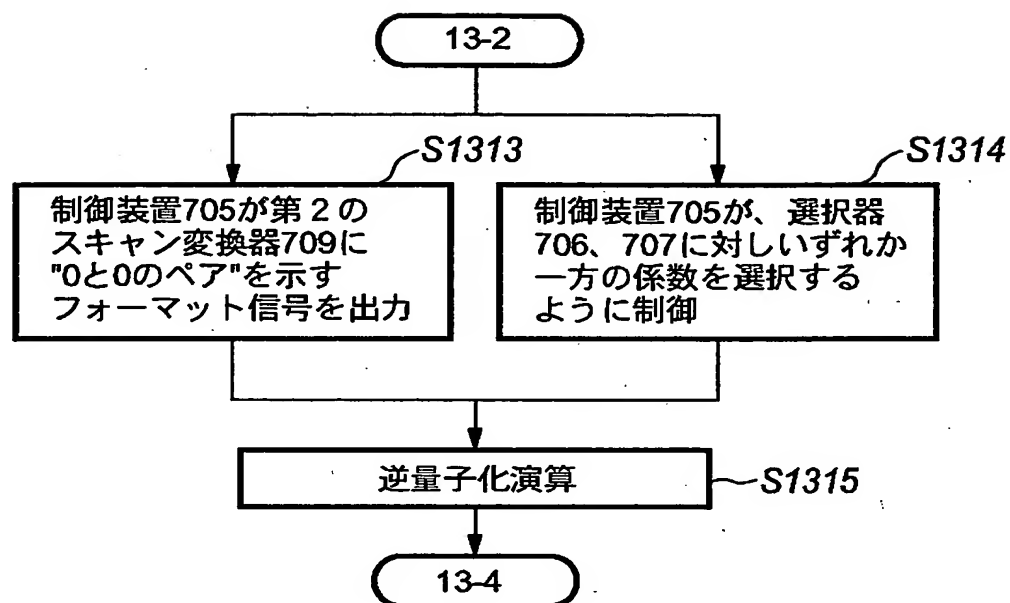 13-2
S1313
制御装置705が第２の
スキャン変換器709に
"0と0のペア"を示す
フォーマット信号を出力
S1314
制御装置705が、選択器
706、707に対しいずれか
一方の係数を選択する
ように制御
逆量子化演算
S1315
13-4